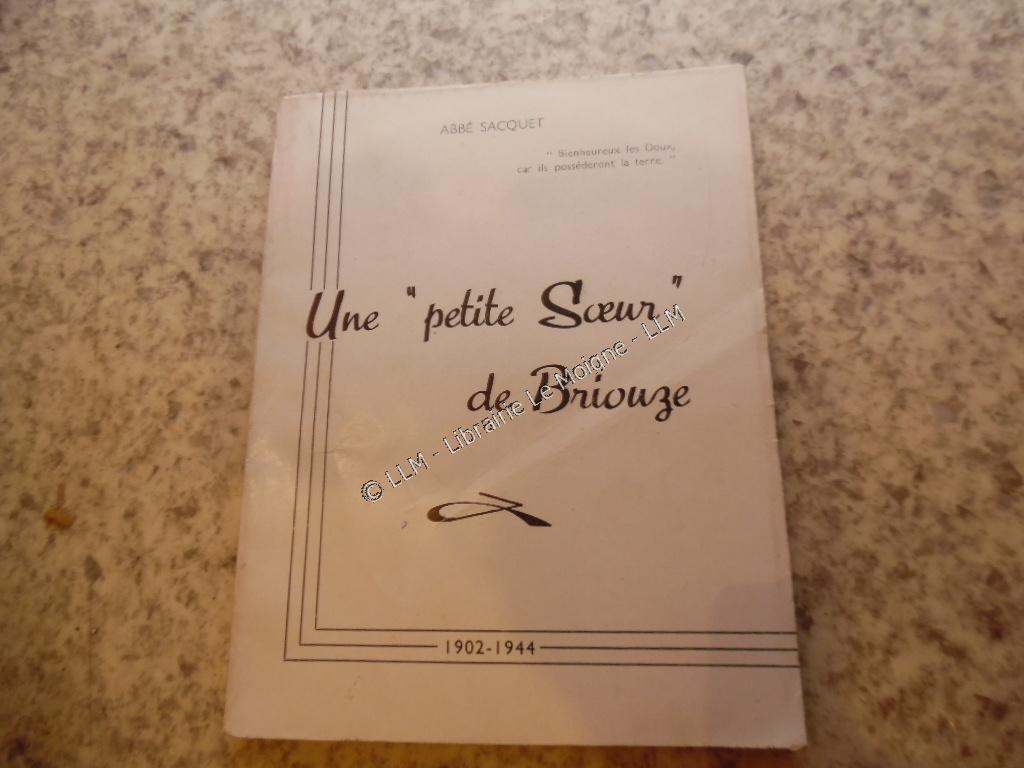 ABBÉ SACQUET
" Bienheureux les Doux,
car ils posséderont la terre. "
Une "petite Sœur"
de Briouze
© LLM - Librairie Le Moigne - LLM
1902-1944